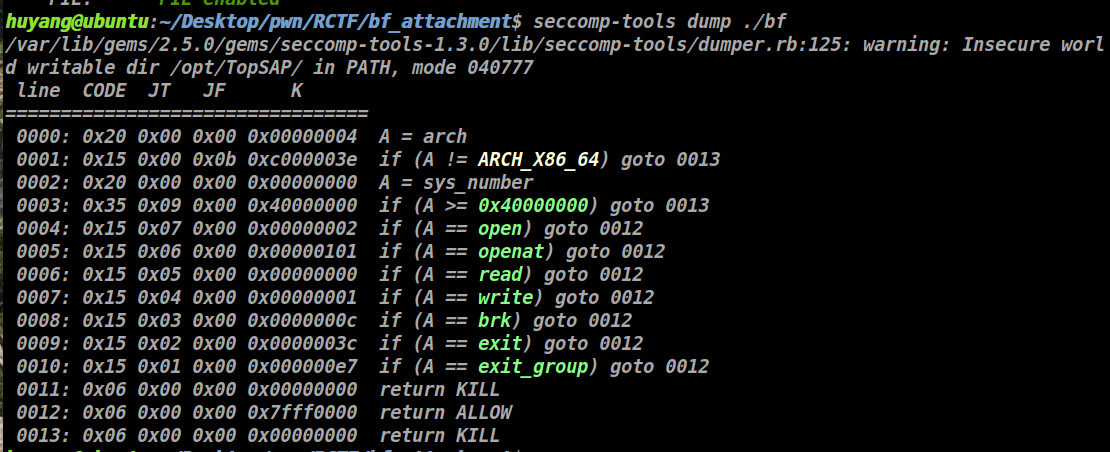 PIE: PIE enabled
huyang@ubuntu:~/Desktop/pwn/RCTF/bf_attachment$ seccomp-tools dump ./bf
/var/lib/gems/2.5.0/gems/seccomp-tools-1.3.0/lib/seccomp-tools/dumper.rb:125: warning: Insecure worl
d writable dir /opt/TopSAP/ in PATH, mode 040777
 line  CODE  JT   JF      K
=================================
 0000: 0x20 0x00 0x00 0x00000004  A = arch
 0001: 0x15 0x00 0x0b 0xc000003e  if (A != ARCH_X86_64) goto 0013
 0002: 0x20 0x00 0x00 0x00000000  A = sys_number
 0003: 0x35 0x09 0x00 0x40000000  if (A >= 0x40000000) goto 0013
 0004: 0x15 0x07 0x00 0x00000002  if (A == open) goto 0012
 0005: 0x15 0x06 0x00 0x00000101  if (A == openat) goto 0012
 0006: 0x15 0x05 0x00 0x00000000  if (A == read) goto 0012
 0007: 0x15 0x04 0x00 0x00000001  if (A == write) goto 0012
 0008: 0x15 0x03 0x00 0x0000000c  if (A == brk) goto 0012
 0009: 0x15 0x02 0x00 0x0000003c  if (A == exit) goto 0012
 0010: 0x15 0x01 0x00 0x000000e7  if (A == exit_group) goto 0012
 0011: 0x06 0x00 0x00 0x00000000  return KILL
 0012: 0x06 0x00 0x00 0x7fff0000  return ALLOW
 0013: 0x06 0x00 0x00 0x00000000  return KILL